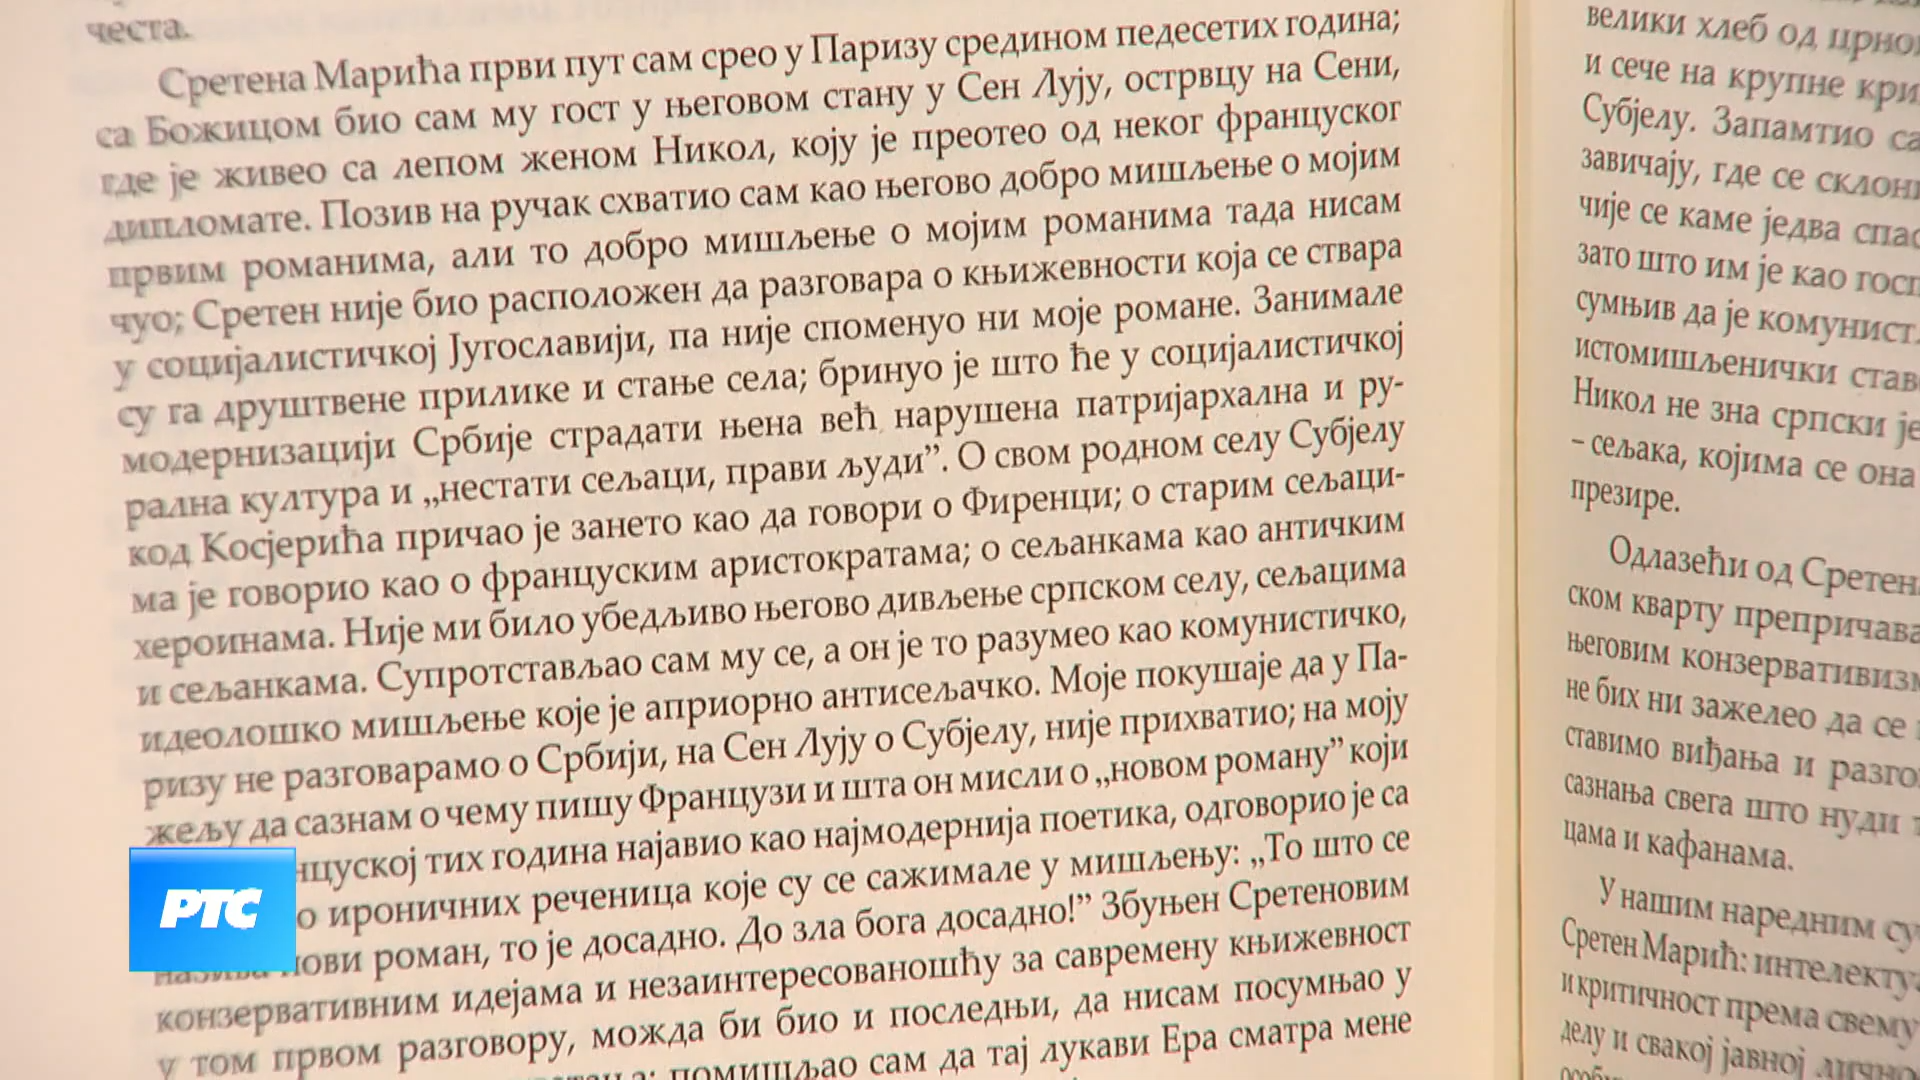 честа.
Сретена Марића први пут сам срео у Паризу средином педесетих година;
са Божицом био сам му гост у његовом стану у Сен Лују, острвцу на Сени,
где је живео са лепом женом Никол, коју је преотео од неког француског
дипломате. Позив на ручак схватио сам као његово добро мишљење о мојим
првим романима, али то добро мишљење о мојим романима тада нисам
чуо; Сретен није био расположен да разговара о књижевности која се ствара
у социјалистичкој Југославији, па није споменуо ни моје романе. Занимале
су га друштвене прилике и стање села; бринуо је што ће у социјалистичкој
модернизацији Србије страдати њена већ нарушена патријархална и ру-
рална култура и „нестати сељаци, прави људи”. О свом родном селу Субјелу
код Косјерића причао је зането као да говори о Фиренци; о старим сељаци-
ма је говорио као о француским аристократама; о сељанкама као античким
хероинама. Није ми било убедљиво његово дивљење српском селу, сељацима
и сељанкама. Супротстављао сам му се, а он је то разумео као комунистичко,
идеолошко мишљење које је априорно антисељачко. Моје покушаје да у Па-
ризу не разговарамо о Србији, на Сен Лују о Субјелу, није прихватио; на моју
жељу да сазнам о чему пишу Французи и шта он мисли о „новом роману” који
нцуској тих година најавио као најмодернија поетика, одговорио је са
о ироничних реченица које су се сажимале у мишљењу: „То што се
назива нови роман, то је досадно. До зла бога досадно!” Збуњен Сретеновим
конзервативним идејама и незаинтересованошћу за савремену књижевност
у том првом разговору, можда би био и последњи, да нисам посумњао у
помишљао сам да тај лукави Ера сматра мене
велики хлеб од црног
и сече на крупне кри
Субјелу. Запамтио са
завичају, где се склони
чије се каме једва спас
зато што им је као госп
сумњив да је комунист
истомишљенички став
Никол не зна српски је
– сељака, којима се она
презире.
Одлазећи од Сретена
ском кварту препричава
његовим конзервативизм
не бих ни зажелео да се
ставимо виђања и разго
сазнања свега што нуди
цама и кафанама.
У нашим наредним су
Сретен Марић: интелекту
и критичност према свему
делу и свакој јавној лично
особи
РТС